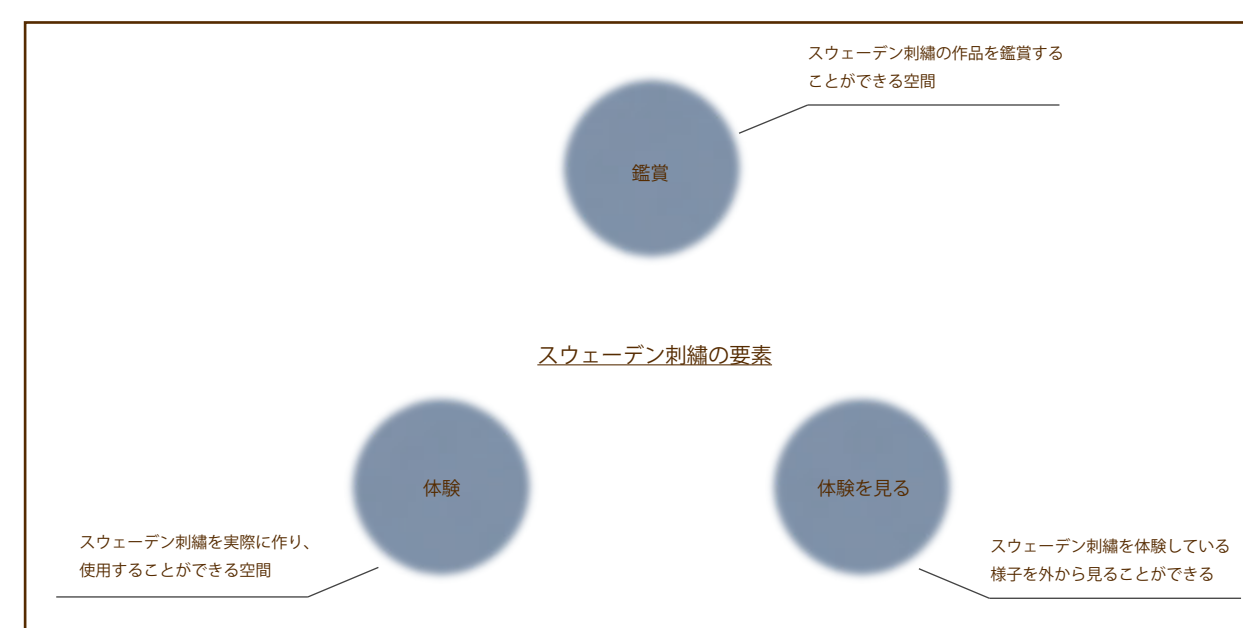 スウェーデン刺繍の作品を鑑賞する
ことができる空間
鑑賞
スウェーデン刺繍の要素
体験
体験を見る
スウェーデン刺繍を実際に作り、
使用することができる空間
スウェーデン刺繍を体験している
様子を外から見ることができる